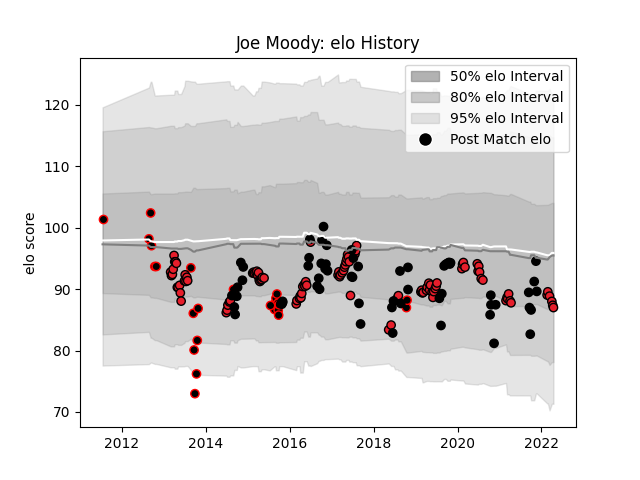 Joe Moody: elo History
50% elo Interval
80% elo Interval
95% elo Interval
Post Match elo
elo score
120
110
100
90
80
70
2012
2014
2016
2018
2020
2022